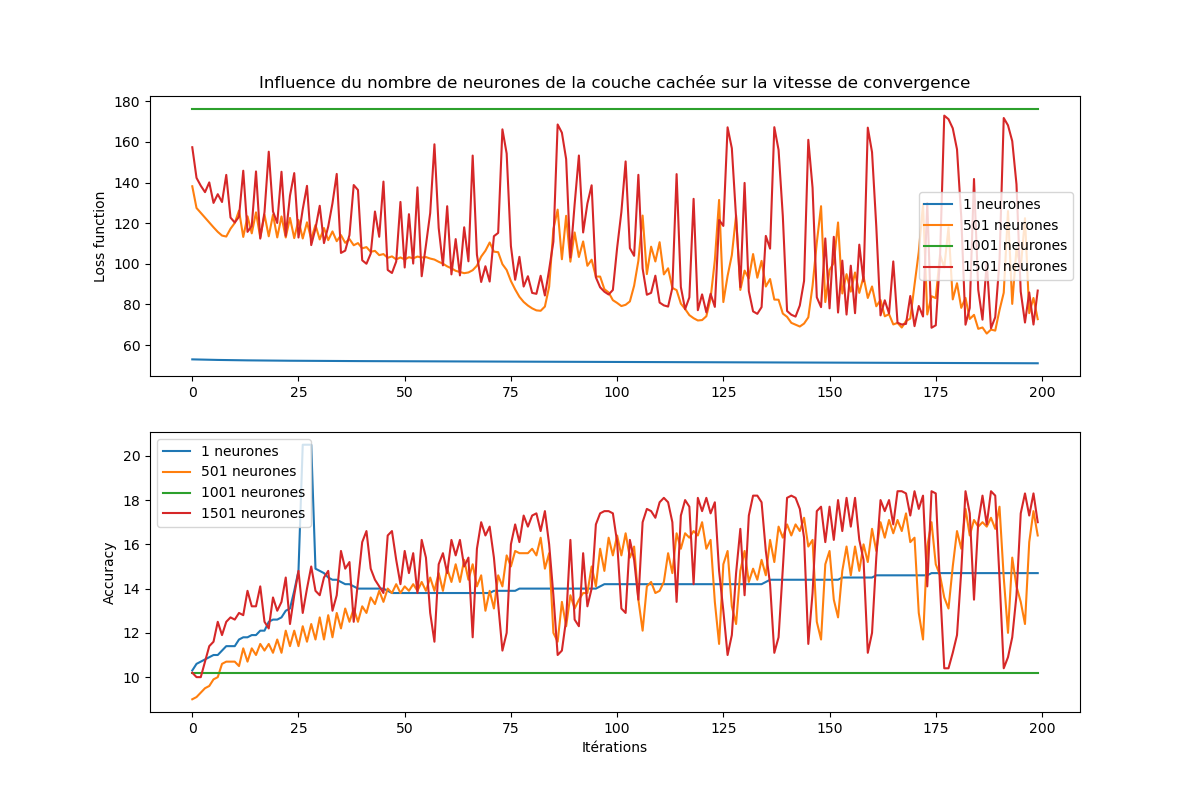 Influence du nombre de neurones de la couche cachée sur la vitesse de convergence
180
160
140
120
100
80
60
Loss function
1 neurones
501 neurones
1001 neurones
1501 neurones
0 25 50 75 100 125 150 175 200
20
18
16
14
12
10
Accuracy
1 neurones
501 neurones
1001 neurones
1501 neurones
0 25 50 75 100 125 150 175 200
Itérations